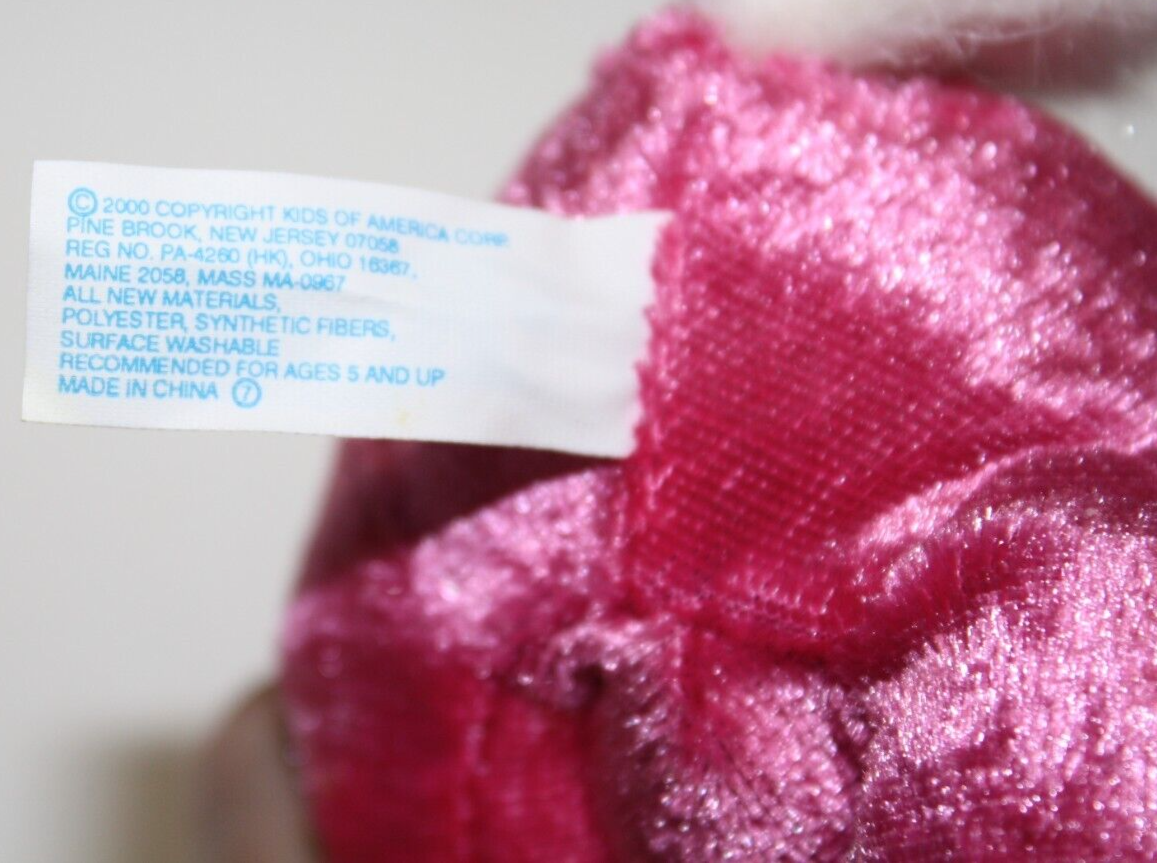 © 2000 COPYRIGHT KIDS OF AMERICA CORP.
PINE BROOK, NEW JERSEY 07058
REG NO. PA-4260 (HK), OHIO 16367,
MAINE 2058, MASS MA-0967
ALL NEW MATERIALS,
POLYESTER, SYNTHETIC FIBERS,
SURFACE WASHABLE
RECOMMENDED FOR AGES 5 AND UP
MADE IN CHINA ⑦